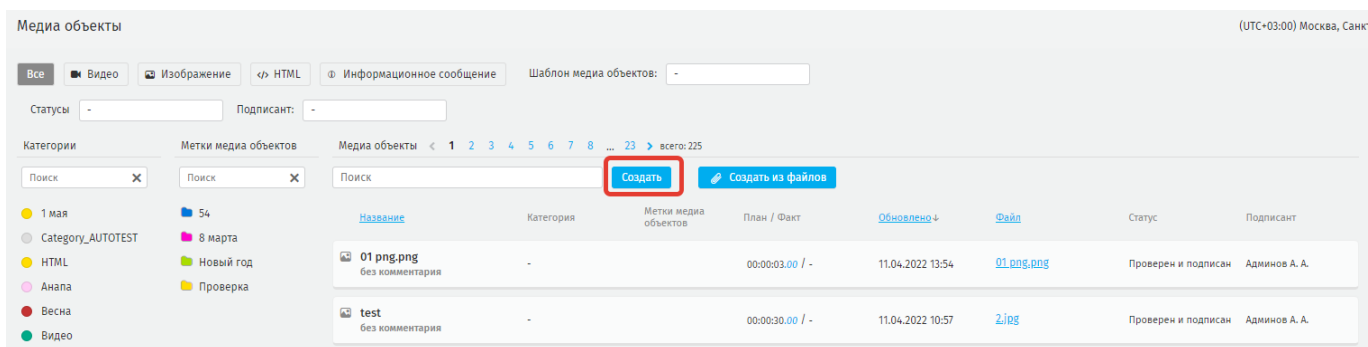 Медиа объекты (UTC+03:00) Москва, Санкт
Все Видео Изображение </> HTML Информационное сообщение Шаблон медиа объектов: -
Статусы - Подписант: -
Категории Метки медиа объектов Медиа объекты < 1 2 3 4 5 6 7 8 ... 23 > всего: 225
Поиск X Поиск X Поиск Создать Создать из файлов
1 мая 54 Название Категория Метки медиа объектов План / Факт Обновлено↓ Файл Статус Подписант
Category_AUTOTEST 8 марта
HTML Новый год 01 png.png - 00:00:03.00 / - 11.04.2022 13:54 01 png.png Проверен и подписан Админов А. А.
без комментария
Анапа Проверка
Весна test - 00:00:30.00 / - 11.04.2022 10:57 2.jpg Проверен и подписан Админов А. А.
без комментария
Видео